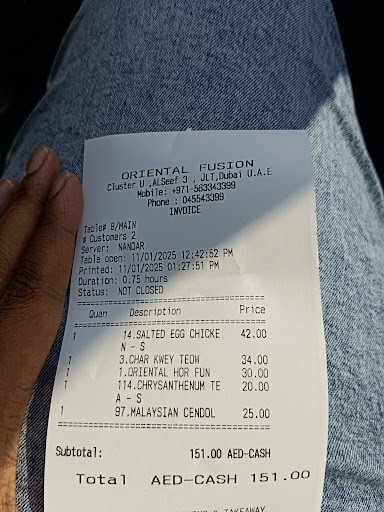 ORIENTAL FUSION
Cluster U ,ALSeef 3 , JLT,Dubai U.A.E
Mobile: +971-563343399
Phone : 045543399
INVOICE
Table# 8/MAIN
# Customers 2
Server: NANDAR
Table open: 11/01/2025 12:42:52 PM
Printed: 11/01/2025 01:27:51 PM
Duration: 0.75 hours
Status: NOT CLOSED
Quan Description Price
1 14.SALTED EGG CHICKE 42.00
N - S
1 3.CHAR KWEY TEOW 34.00
1 1.ORIENTAL HOR FUN 30.00
1 114.CHRYSANTHENUM TE 20.00
A - S
1 97.MALAYSIAN CENDOL 25.00
Subtotal: 151.00 AED-CASH
Total AED-CASH 151.00
TAKEAWAY